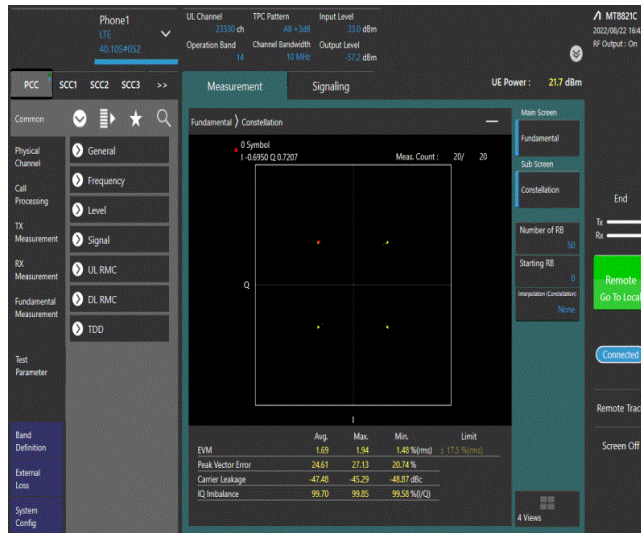 Phone1
LTE
40.10S#052
UL Channel TPC Pattern Input Level
23330 ch All +3dB 33.0 dBm
Operation Band Channel Bandwidth Output Level
14 10 MHz -57.2 dBm
MT8821C
2022/08/22 16:4
RF Output : On
PCC SCC1 SCC2 SCC3 >>
Measurement Signaling UE Power : 21.7 dBm
Common
Physical
Channel
Call
Processing
TX
Measurement
RX
Measurement
Fundamental
Measurement
Test
Parameter
Band
Definition
External
Loss
System
Config
General
Frequency
Level
Signal
UL RMC
DL RMC
TDD
Fundamental Constellation
0 Symbol
I -0.6950 Q 0.7207 Meas. Count : 20/ 20
Q
I
Avg. Max. Min. Limit
EVM 1.69 1.94 1.48 %(rms) ± 17.5 %(rms)
Peak Vector Error 24.61 27.13 20.74 %
Carrier Leakage -47.48 -45.29 -48.87 dBc
IQ Imbalance 99.70 99.85 99.58 %(I/Q)
Main Screen
Fundamental
Sub Screen
Constellation
Number of RB
50
Starting RB
0
Interpolation (Constellation)
None
4 Views
End
Tx
Rx
Remote
Go To Local
Connected
Remote Trac
Screen Off